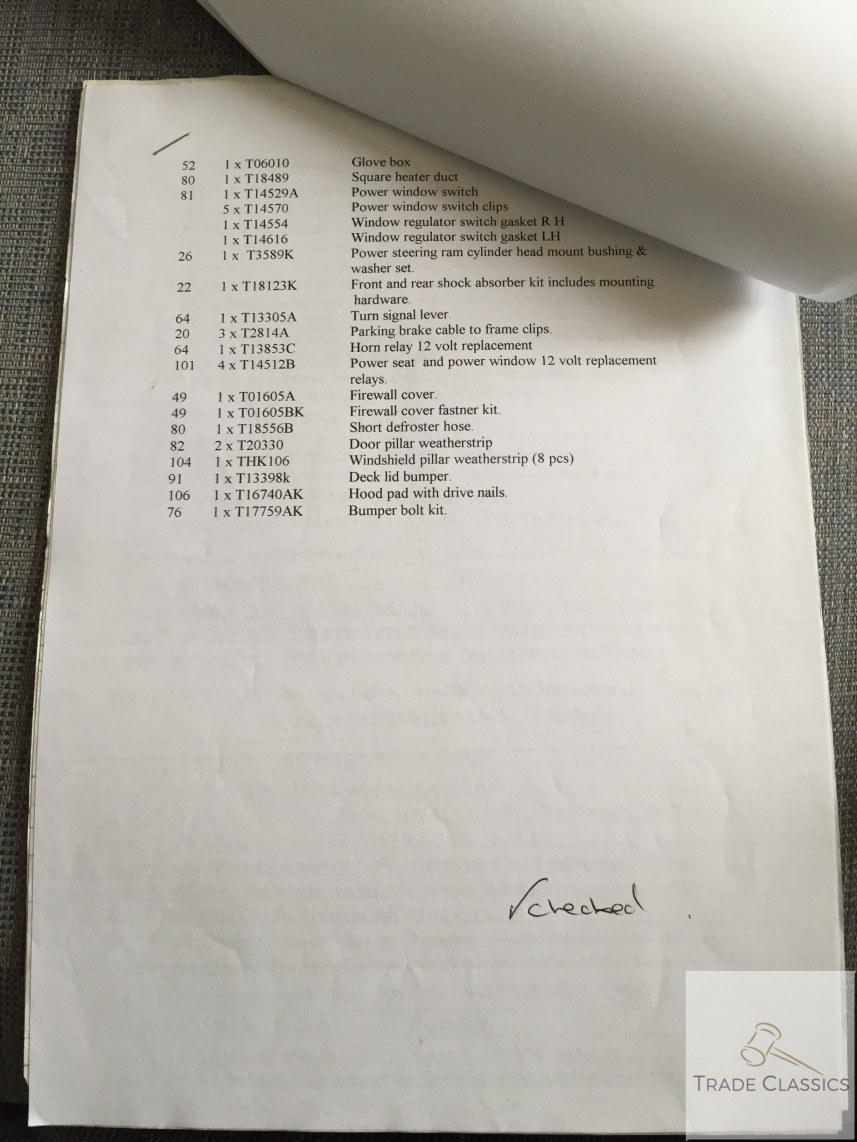 52 1 x T06010 Glove box
80 1 x T18489 Square heater duct
81 1 x T14529A Power window switch
5 x T14570 Power window switch clips
1 x T14554 Window regulator switch gasket R H
1 x T14616 Window regulator switch gasket LH
26 1 x T3589K Power steering ram cylinder head mount bushing &
washer set.
22 1 x T18123K Front and rear shock absorber kit includes mounting
hardware.
64 1 x T13305A Turn signal lever.
20 3 x T2814A Parking brake cable to frame clips.
64 1 x T13853C Horn relay 12 volt replacement
101 4 x T14512B Power seat and power window 12 volt replacement
relays.
49 1 x T01605A Firewall cover.
49 1 x T01605BK Firewall cover fastner kit.
80 1 x T18556B Short defroster hose.
82 2 x T20330 Door pillar weatherstrip
104 1 x THK106 Windshield pillar weatherstrip (8 pcs)
91 1 x T13398k Deck lid bumper.
106 1 x T16740AK Hood pad with drive nails.
76 1 x T17759AK Bumper bolt kit.
✓checked
TRADE CLASSICS